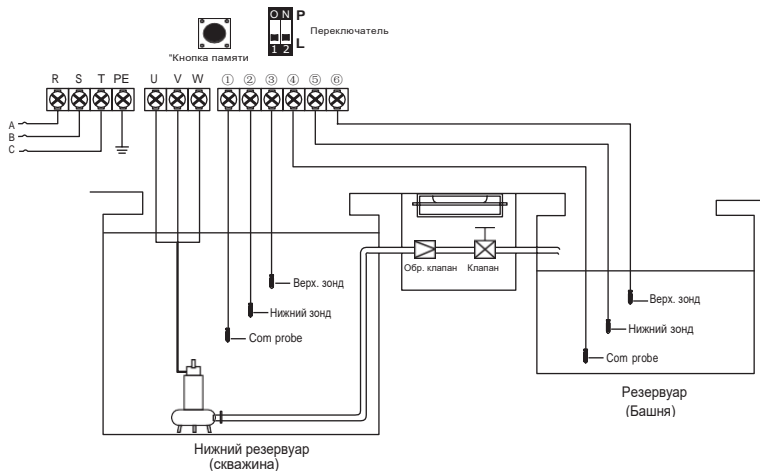 ON P
Переключатель
L
1 2
"Кнопка памяти
R S T PE U V W ① ② ③ ④ ⑤ ⑥
A
B
C
Обр. клапан Клапан
Верх. зонд
Нижний зонд
Com probe
Верх. зонд
Нижний зонд
Com probe
Резервуар
(Башня)
Нижний резервуар
(скважина)